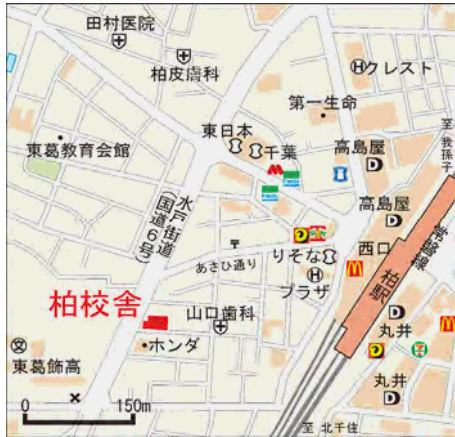 田村医院
柏皮膚科
クレスト
第一生命
東日本
千葉
高島屋
至 我孫子
東葛教育会館
水戸街道
(国道6号)
高島屋
常磐線
西口
あさひ通り
りそな
プラザ
柏駅
柏校舎
山口歯科
丸井
ホンダ
東葛飾高
丸井
0 150m
至 北千住